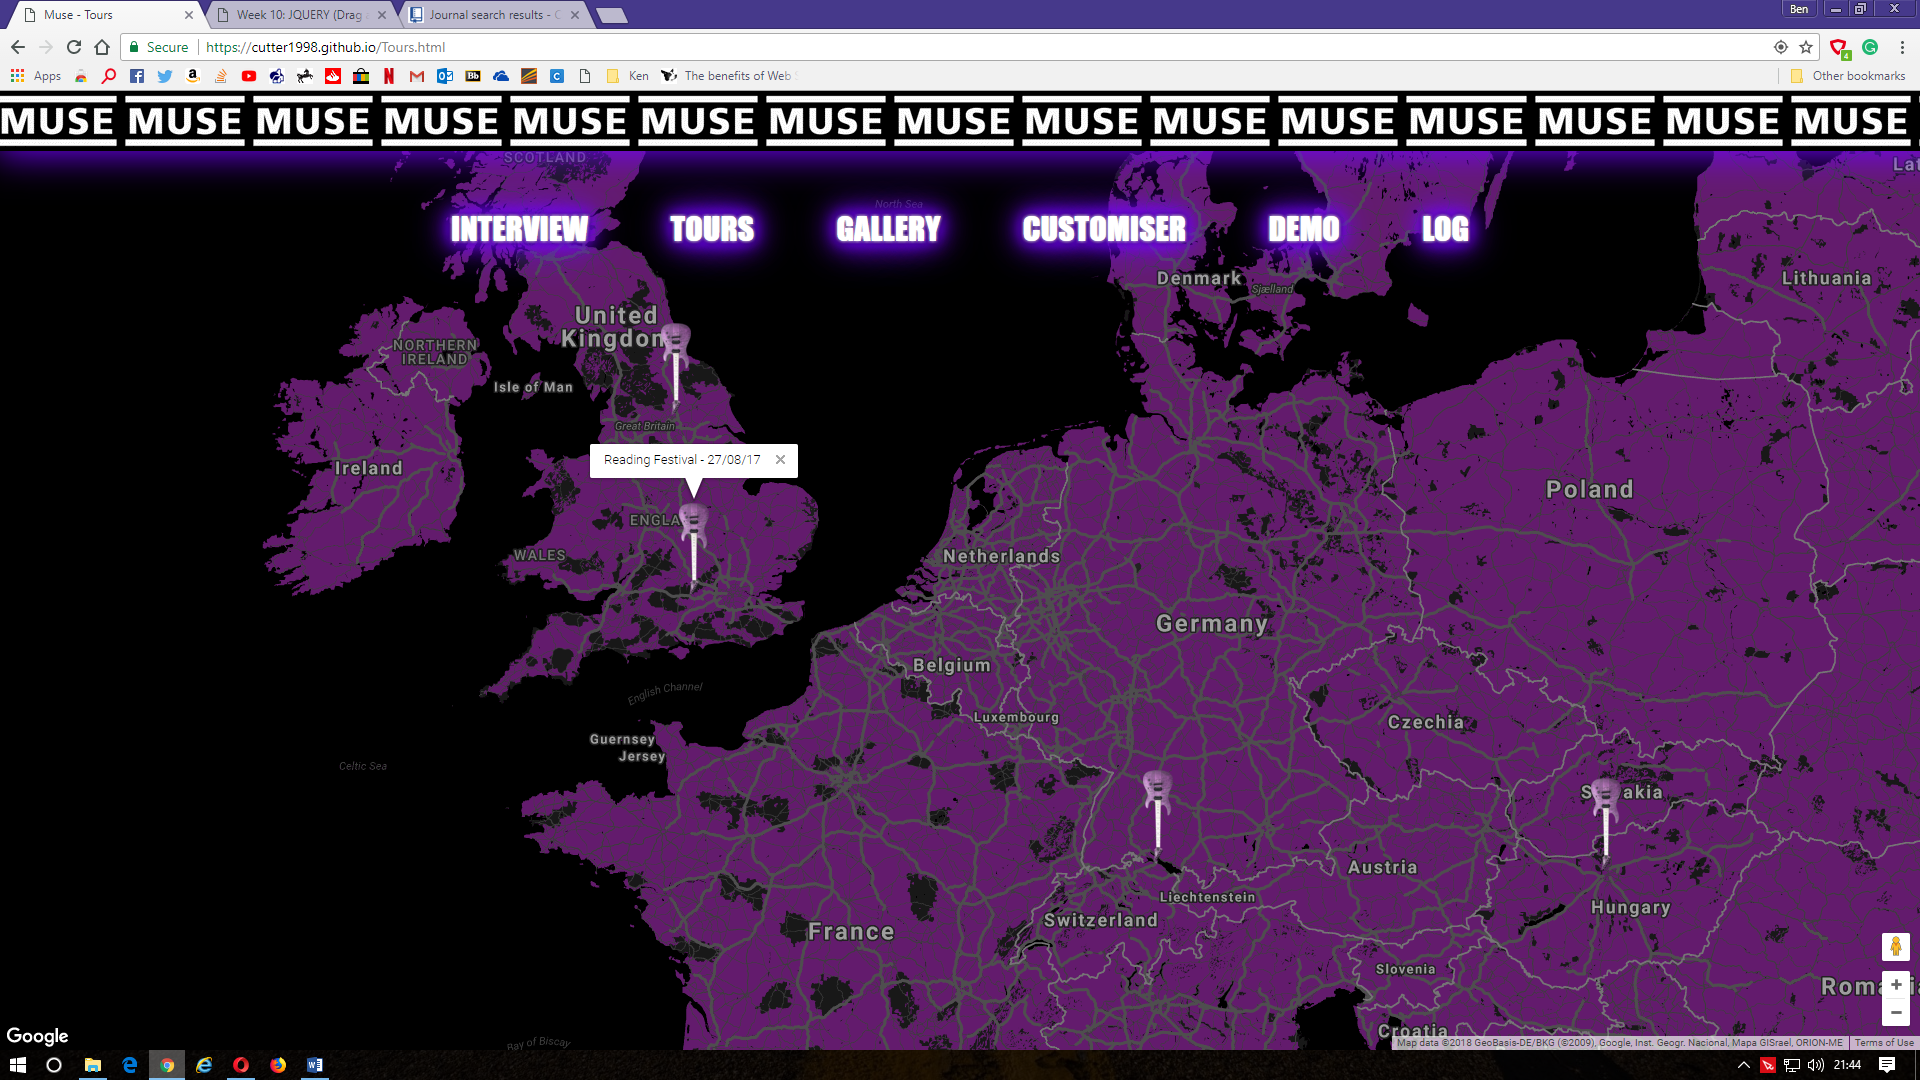 Muse - Tours
Week 10: JQUERY (Drag
Journal search results -
Ben
Secure
https://cutter1998.github.io/Tours.html
4
Apps
Bb
Ken
The benefits of Web
Other bookmarks
MUSE MUSE MUSE MUSE MUSE MUSE MUSE MUSE MUSE MUSE MUSE MUSE MUSE MUSE MUSE
SCOTLAND
North Sea
INTERVIEW TOURS GALLERY CUSTOMISER DEMO LOG
Denmark
Sjælland
Lithuania
United
Kingdom
NORTHERN
IRELAND
Isle of Man
Great Britain
Reading Festival - 27/08/17
Ireland
Poland
WALES
Netherlands
Germany
Belgium
English Channel
Luxembourg
Czechia
Guernsey
Jersey
Celtic Sea
Austria
Liechtenstein
Hungary
Switzerland
France
Slovenia
Croatia
Google
Bay of Biscay
Map data ©2018 GeoBasis-DE/BKG (©2009), Google, Inst. Geogr. Nacional, Mapa GISrael, ORION-ME
Terms of Use
21:44